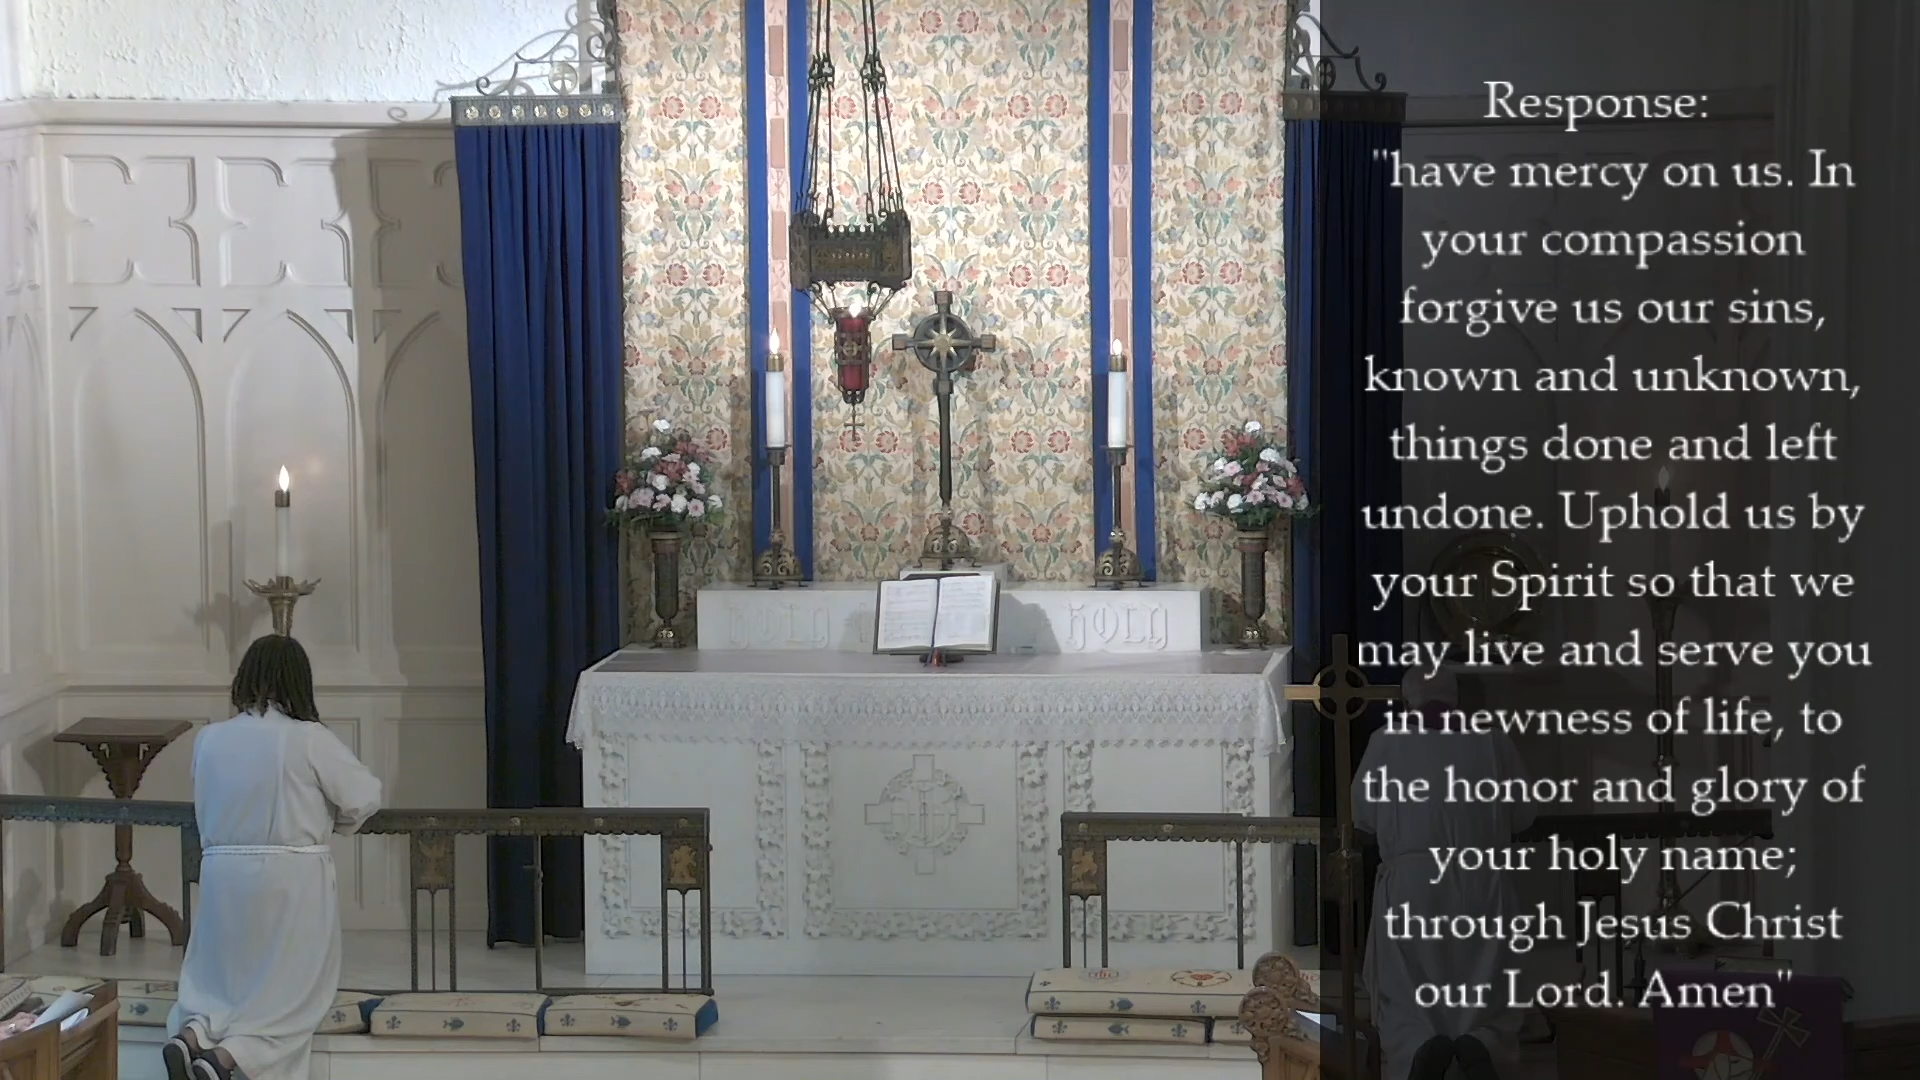 Response:
"have mercy on us. In
your compassion
forgive us our sins,
known and unknown,
things done and left
undone. Uphold us by
your Spirit so that we
may live and serve you
in newness of life, to
the honor and glory of
your holy name;
through Jesus Christ
our Lord. Amen"
HOLY
HOLY